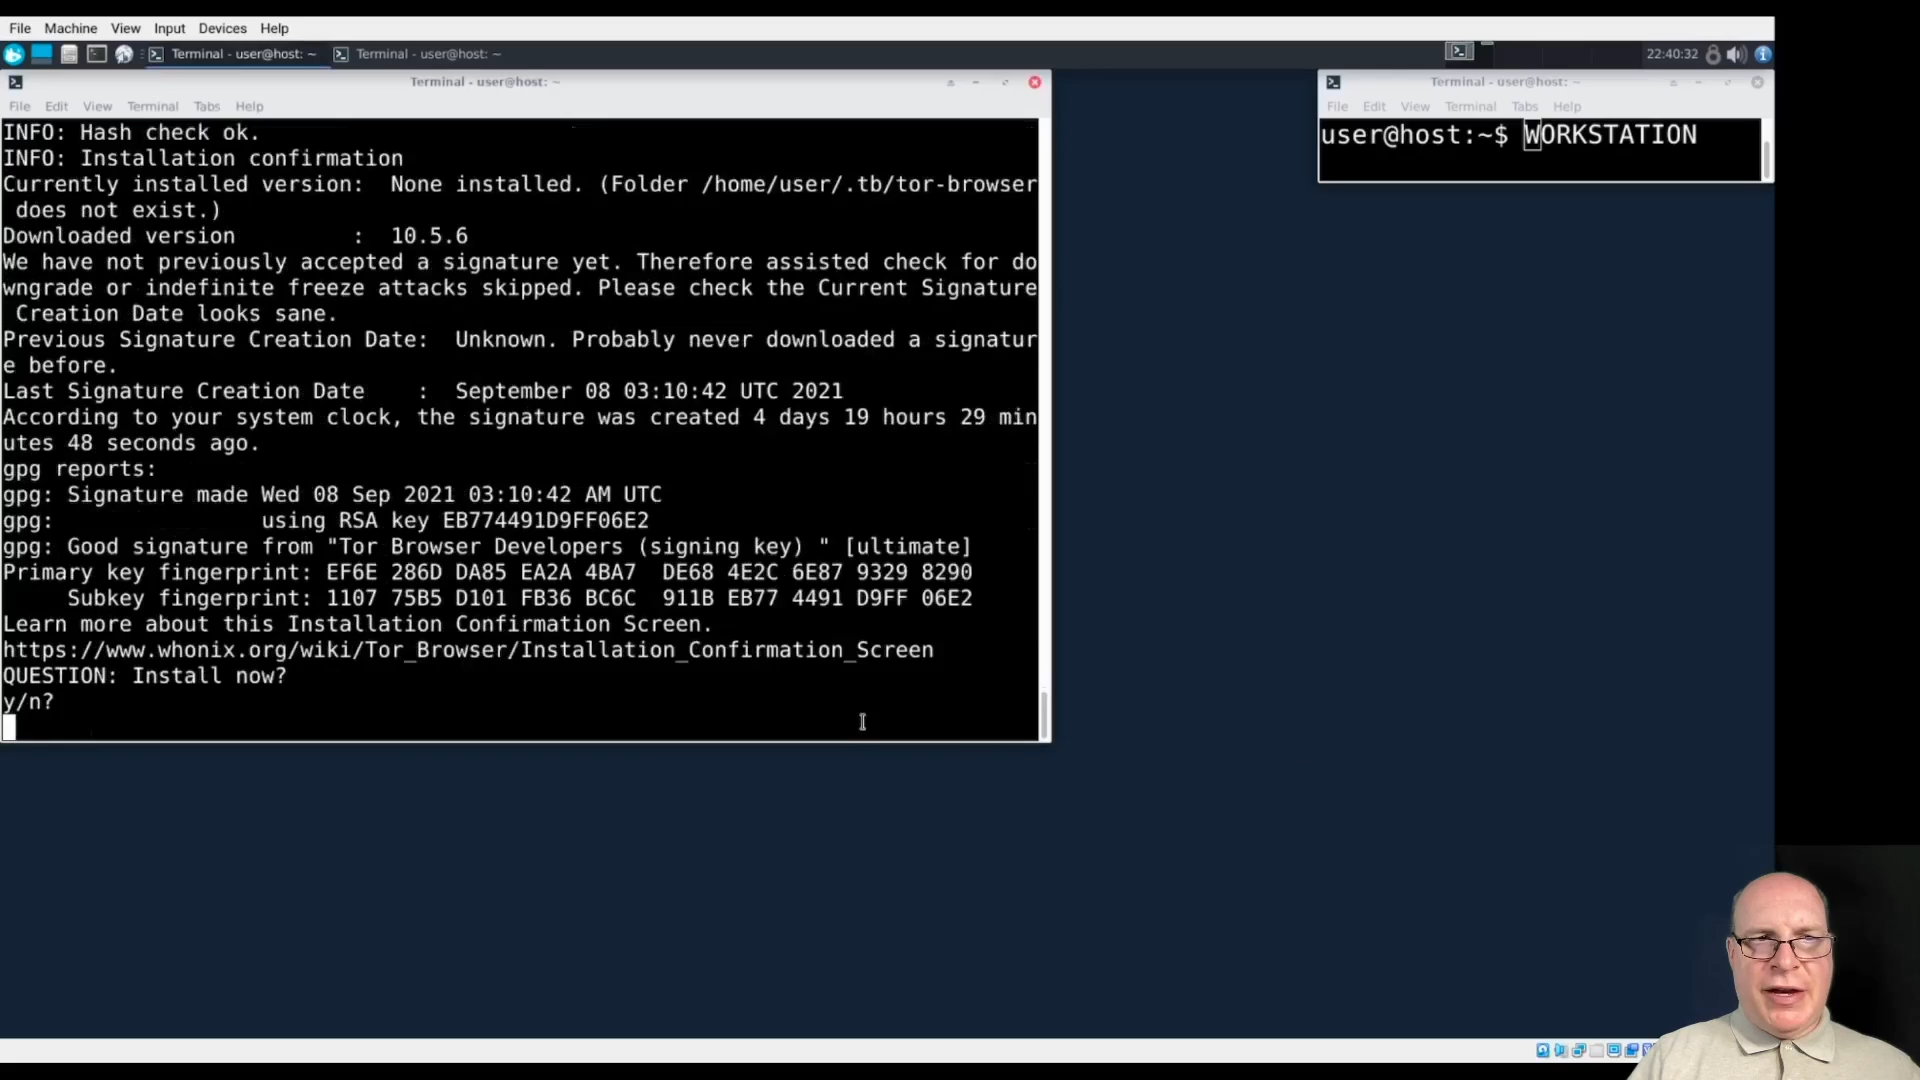 File Machine View Input Devices Help
Terminal - user@host: ~ Terminal - user@host: ~ 22:40:32
Terminal - user@host: ~
File Edit View Terminal Tabs Help
INFO: Hash check ok.
INFO: Installation confirmation
Currently installed version:  None installed. (Folder /home/user/.tb/tor-browser
 does not exist.)
Downloaded version         :  10.5.6
We have not previously accepted a signature yet. Therefore assisted check for do
wngrade or indefinite freeze attacks skipped. Please check the Current Signature
 Creation Date looks sane.
Previous Signature Creation Date:  Unknown. Probably never downloaded a signatur
e before.
Last Signature Creation Date    :  September 08 03:10:42 UTC 2021
According to your system clock, the signature was created 4 days 19 hours 29 min
utes 48 seconds ago.
gpg reports:
gpg: Signature made Wed 08 Sep 2021 03:10:42 AM UTC
gpg:                using RSA key EB774491D9FF06E2
gpg: Good signature from "Tor Browser Developers (signing key) " [ultimate]
Primary key fingerprint: EF6E 286D DA85 EA2A 4BA7  DE68 4E2C 6E87 9329 8290
     Subkey fingerprint: 1107 75B5 D101 FB36 BC6C  911B EB77 4491 D9FF 06E2
Learn more about this Installation Confirmation Screen.
https://www.whonix.org/wiki/Tor_Browser/Installation_Confirmation_Screen
QUESTION: Install now?
y/n?
Terminal - user@host: ~
File Edit View Terminal Tabs Help
user@host:~$ WORKSTATION